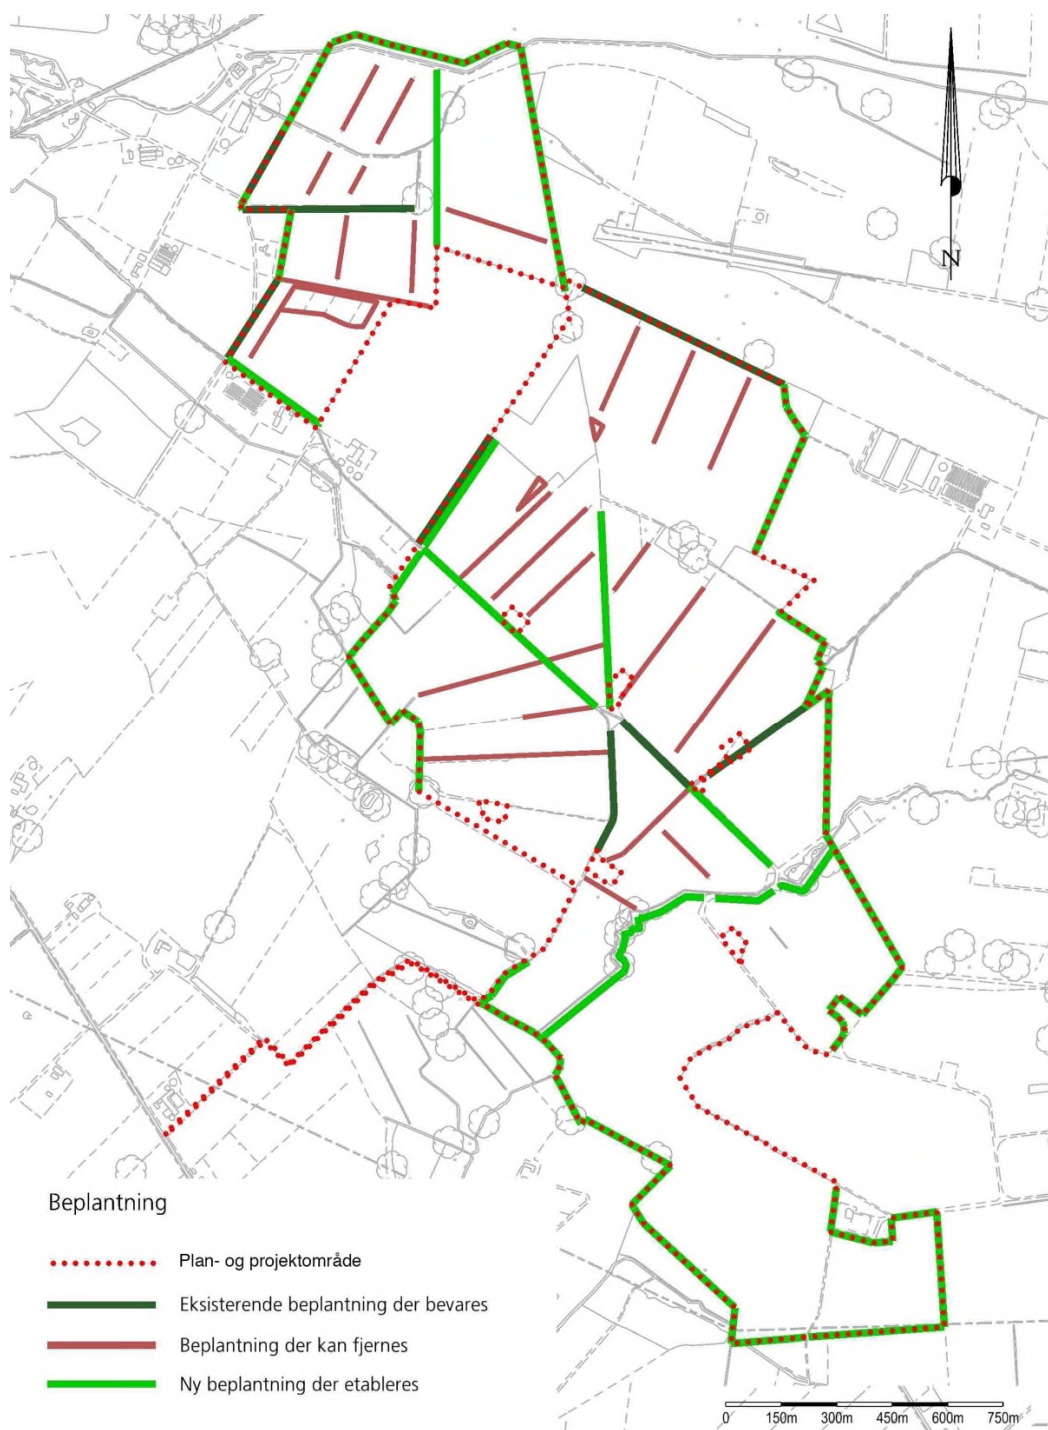 N
Beplantning
Plan- og projektområde
Eksisterende beplantning der bevares
Beplantning der kan fjernes
Ny beplantning der etableres
0 150m 300m 450m 600m 750m